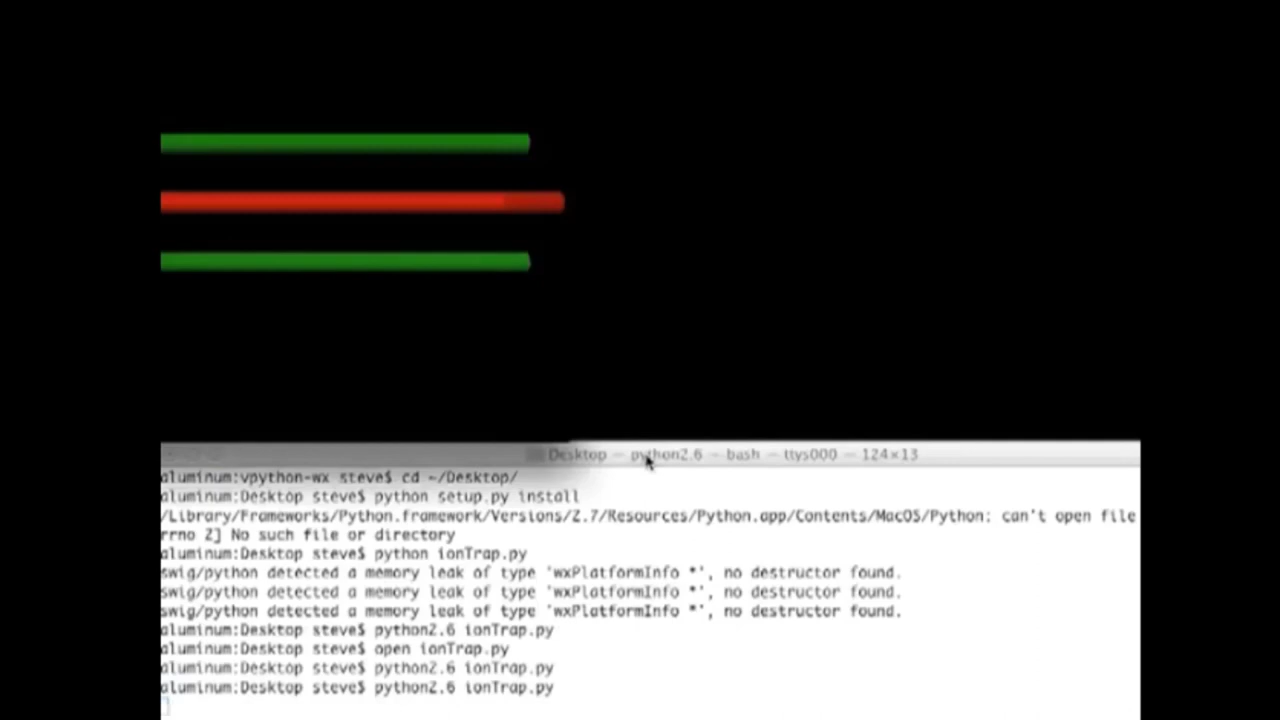 Desktop — python2.6 — bash — ttys000 — 124×13
aluminum:vpython-wx steve$ cd ~/Desktop/
aluminum:Desktop steve$ python setup.py install
/Library/Frameworks/Python.framework/Versions/2.7/Resources/Python.app/Contents/MacOS/Python: can't open file
rrno 2] No such file or directory
aluminum:Desktop steve$ python ionTrap.py
swig/python detected a memory leak of type 'wxPlatformInfo *', no destructor found.
swig/python detected a memory leak of type 'wxPlatformInfo *', no destructor found.
swig/python detected a memory leak of type 'wxPlatformInfo *', no destructor found.
aluminum:Desktop steve$ python2.6 ionTrap.py
aluminum:Desktop steve$ open ionTrap.py
aluminum:Desktop steve$ python2.6 ionTrap.py
aluminum:Desktop steve$ python2.6 ionTrap.py